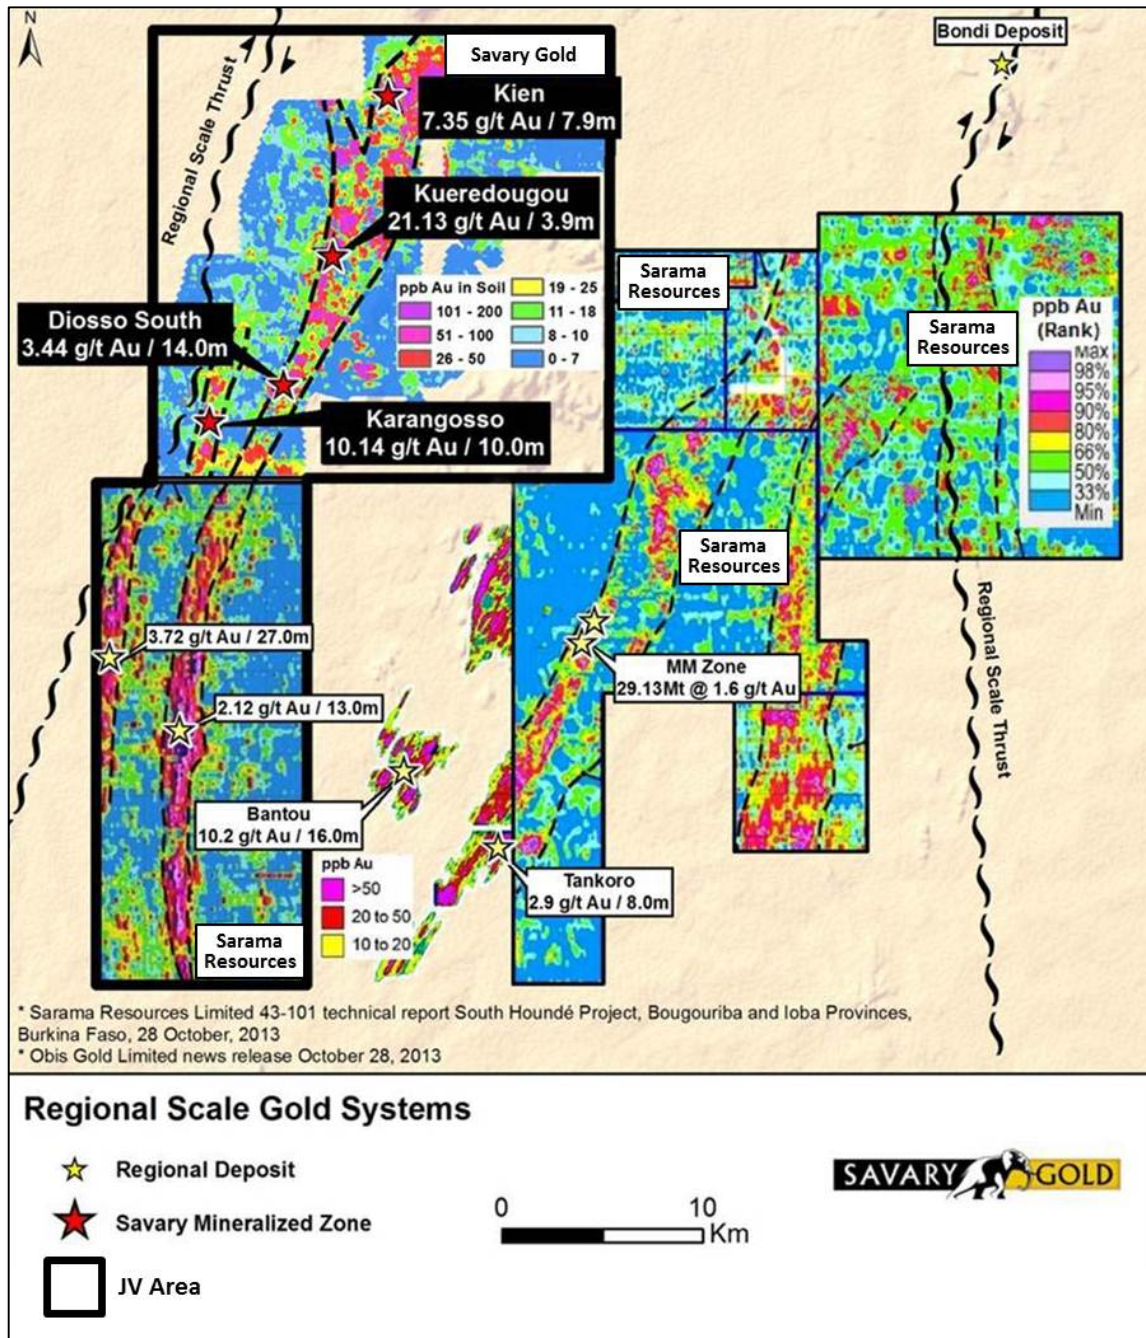 N
Bondi Deposit
Savary Gold
Kien
7.35 g/t Au / 7.9m
Regional Scale Thrust
Kueredougou
21.13 g/t Au / 3.9m
ppb Au in Soil
101 - 200
51 - 100
26 - 50
19 - 25
11 - 18
8 - 10
0 - 7
Sarama
Resources
Sarama
Resources
ppb Au
(Rank)
Max
98%
95%
90%
80%
66%
50%
33%
Min
Diosso South
3.44 g/t Au / 14.0m
Karangosso
10.14 g/t Au / 10.0m
Sarama
Resources
Regional Scale Thrust
3.72 g/t Au / 27.0m
MM Zone
29.13Mt @ 1.6 g/t Au
2.12 g/t Au / 13.0m
Bantou
10.2 g/t Au / 16.0m
ppb Au
>50
20 to 50
10 to 20
Tankoro
2.9 g/t Au / 8.0m
Sarama
Resources
* Sarama Resources Limited 43-101 technical report South Houndé Project, Bougouriba and Ioba Provinces,
Burkina Faso, 28 October, 2013
* Obis Gold Limited news release October 28, 2013
Regional Scale Gold Systems
Regional Deposit
Savary Mineralized Zone
JV Area
0 10
Km
SAVARY GOLD